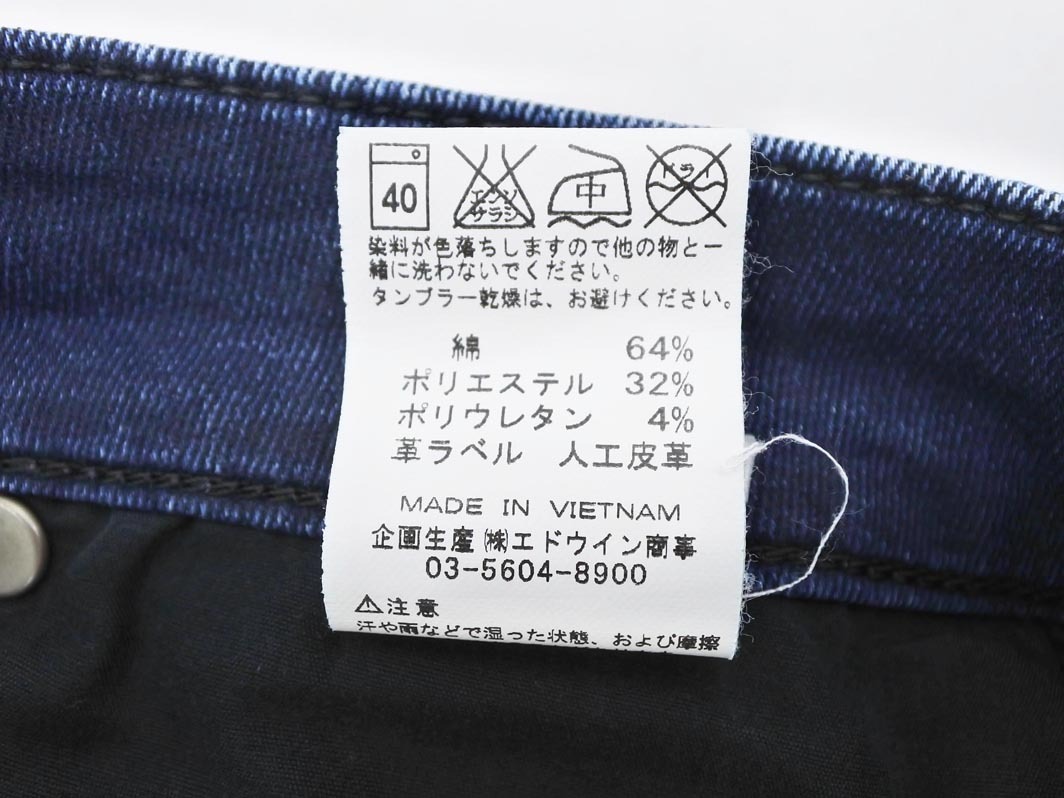 40 エンソ サラシ 中 ドライ
染料が色落ちしますので他の物と一
緒に洗わないでください。
タンブラー乾燥は、お避けください。
綿 64%
ポリエステル 32%
ポリウレタン 4%
革ラベル 人工皮革
MADE IN VIETNAM
企画生産 ㈱エドウイン商事
03-5604-8900
⚠注意
汗や雨などで湿った状態、および摩擦